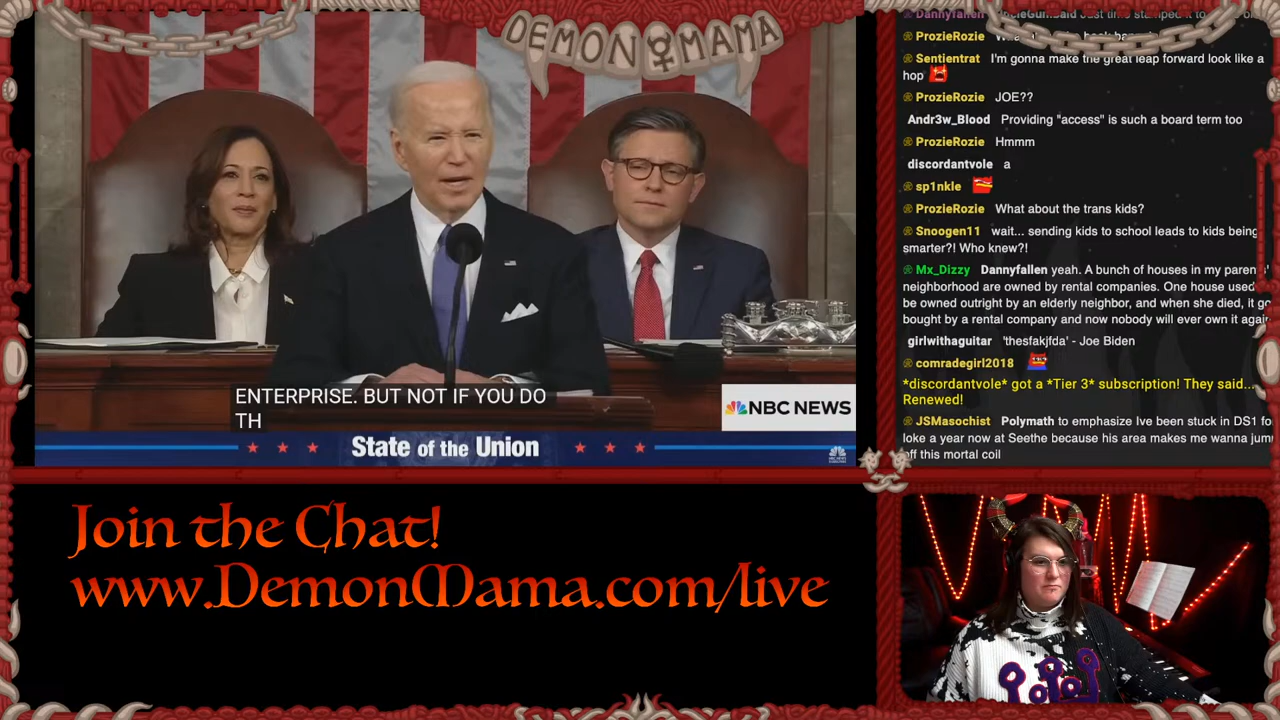 DEMON MAMA
ENTERPRISE. BUT NOT IF YOU DO
TH
NBC NEWS
State of the Union
Join the Chat!
www.DemonMama.com/live
Dannyfallen
ProzieRozie
Sentientrat I'm gonna make the great leap forward look like a
hop
ProzieRozie JOE??
Andr3w_Blood Providing "access" is such a board term too
ProzieRozie Hmmm
discordantvole a
sp1nkle
ProzieRozie What about the trans kids?
Snoogen11 wait... sending kids to school leads to kids being
smarter?! Who knew?!
Mx_Dizzy Dannyfallen yeah. A bunch of houses in my paren
neighborhood are owned by rental companies. One house used
be owned outright by an elderly neighbor, and when she died, it go
bought by a rental company and now nobody will ever own it again
girlwithaguitar 'thesfakjfda' - Joe Biden
comradegirl2018
*discordantvole* got a *Tier 3* subscription! They said...
Renewed!
JSMasochist Polymath to emphasize Ive been stuck in DS1 fo
loke a year now at Seethe because his area makes me wanna jum
off this mortal coil